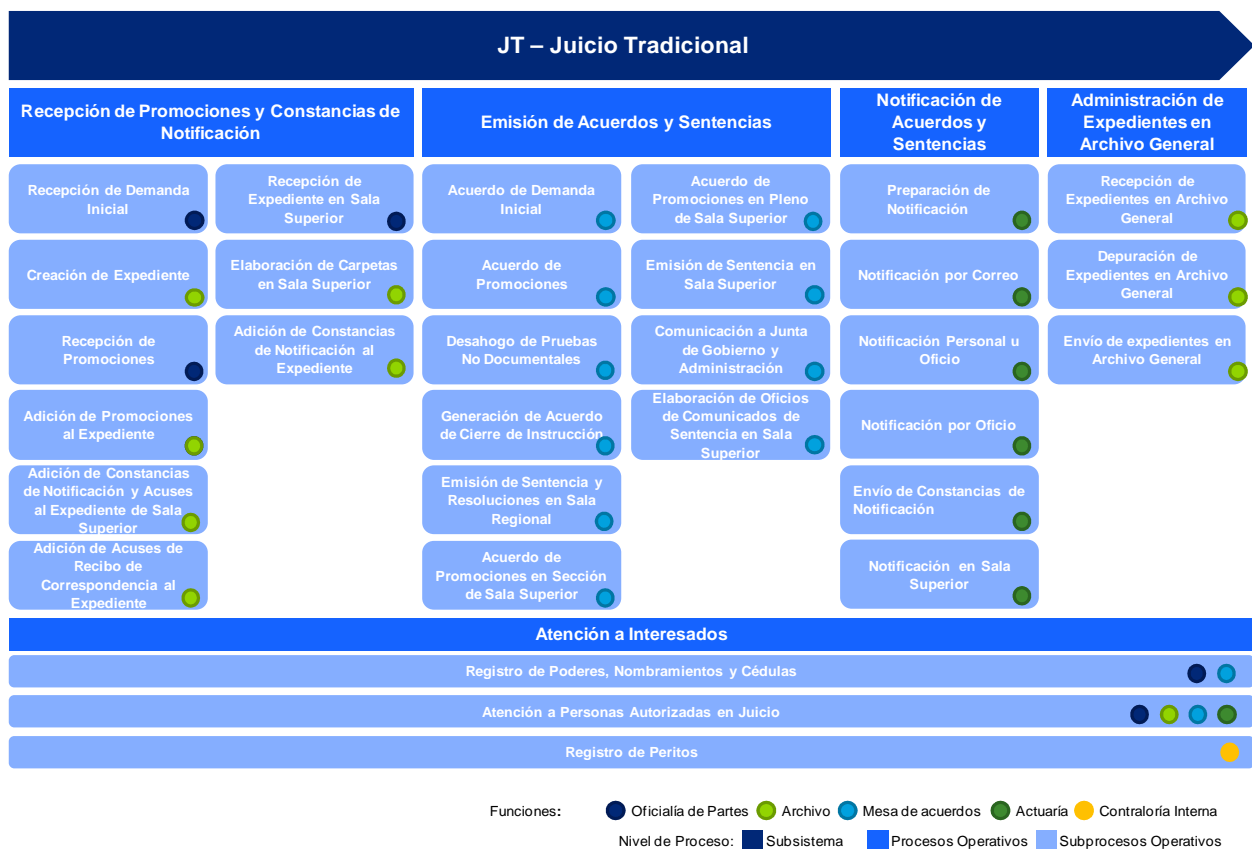 JT – Juicio Tradicional
Recepción de Promociones y Constancias de
Notificación
Emisión de Acuerdos y Sentencias
Notificación de
Acuerdos y
Sentencias
Administración de
Expedientes en
Archivo General
Recepción de Demanda
Inicial
Creación de Expediente
Recepción de
Promociones
Adición de Promociones
al Expediente
Adición de Constancias
de Notificación y Acuses
al Expediente de Sala
Superior
Adición de Acuses de
Recibo de
Correspondencia al
Expediente
Recepción de
Expediente en Sala
Superior
Elaboración de Carpetas
en Sala Superior
Adición de Constancias
de Notificación al
Expediente
Acuerdo de Demanda
Inicial
Acuerdo de
Promociones
Desahogo de Pruebas
No Documentales
Generación de Acuerdo
de Cierre de Instrucción
Emisión de Sentencia y
Resoluciones en Sala
Regional
Acuerdo de
Promociones en Sección
de Sala Superior
Acuerdo de
Promociones en Pleno
de Sala Superior
Emisión de Sentencia en
Sala Superior
Comunicación a Junta
de Gobierno y
Administración
Elaboración de Oficios
de Comunicados de
Sentencia en Sala
Superior
Preparación de
Notificación
Notificación por Correo
Notificación Personal u
Oficio
Notificación por Oficio
Envío de Constancias de
Notificación
Notificación en Sala
Superior
Recepción de
Expedientes en Archivo
General
Depuración de
Expedientes en Archivo
General
Envío de expedientes en
Archivo General
Atención a Interesados
Registro de Poderes, Nombramientos y Cédulas
Atención a Personas Autorizadas en Juicio
Registro de Peritos
Funciones: Oficialía de Partes Archivo Mesa de acuerdos Actuaría Contraloría Interna
Nivel de Proceso: Subsistema Procesos Operativos Subprocesos Operativos